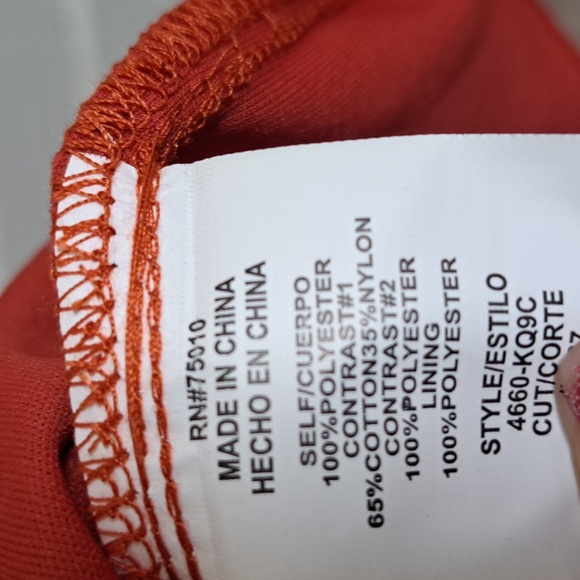 RN#75010
MADE IN CHINA
HECHO EN CHINA
SELF/CUERPO
100%POLYESTER
CONTRAST#1
65%COTTON35%NYLON
CONTRAST#2
100%POLYESTER
LINING
100%POLYESTER
STYLE/ESTILO
4660-KQ9C
CUT/CORTE